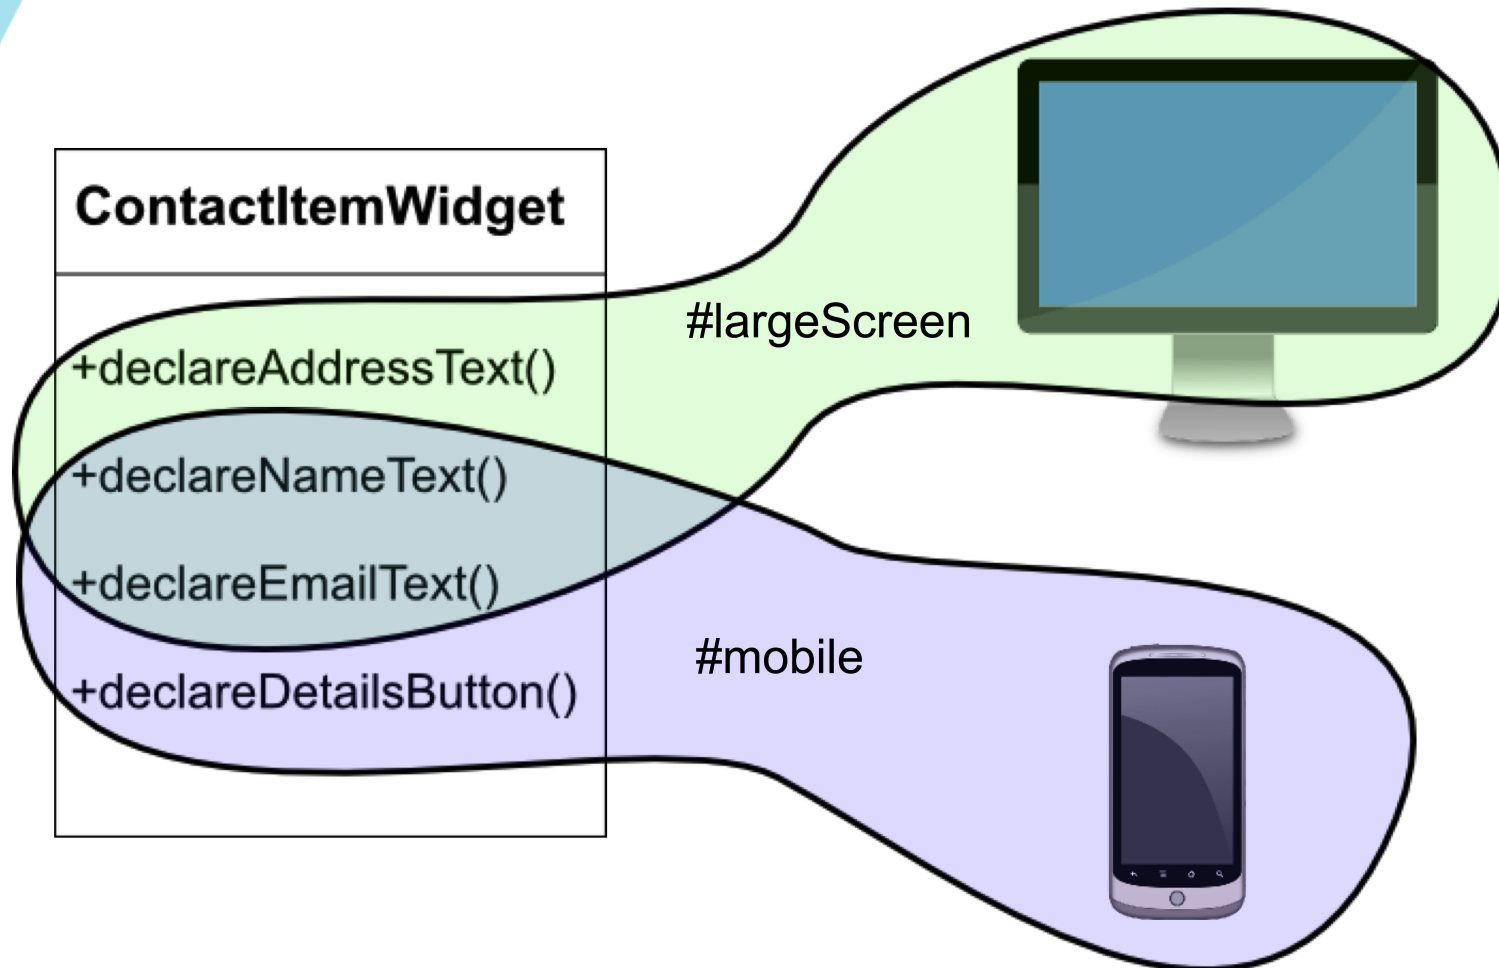 ContactItemWidget
#largeScreen
+declareAddressText()
+declareNameText()
+declareEmailText()
#mobile
+declareDetailsButton()